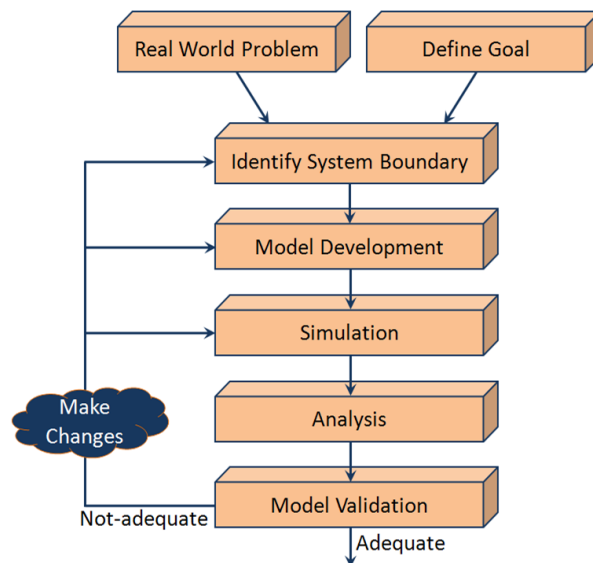 Real World Problem
Define Goal
Identify System Boundary
Model Development
Simulation
Make
Changes
Analysis
Model Validation
Not-adequate
Adequate